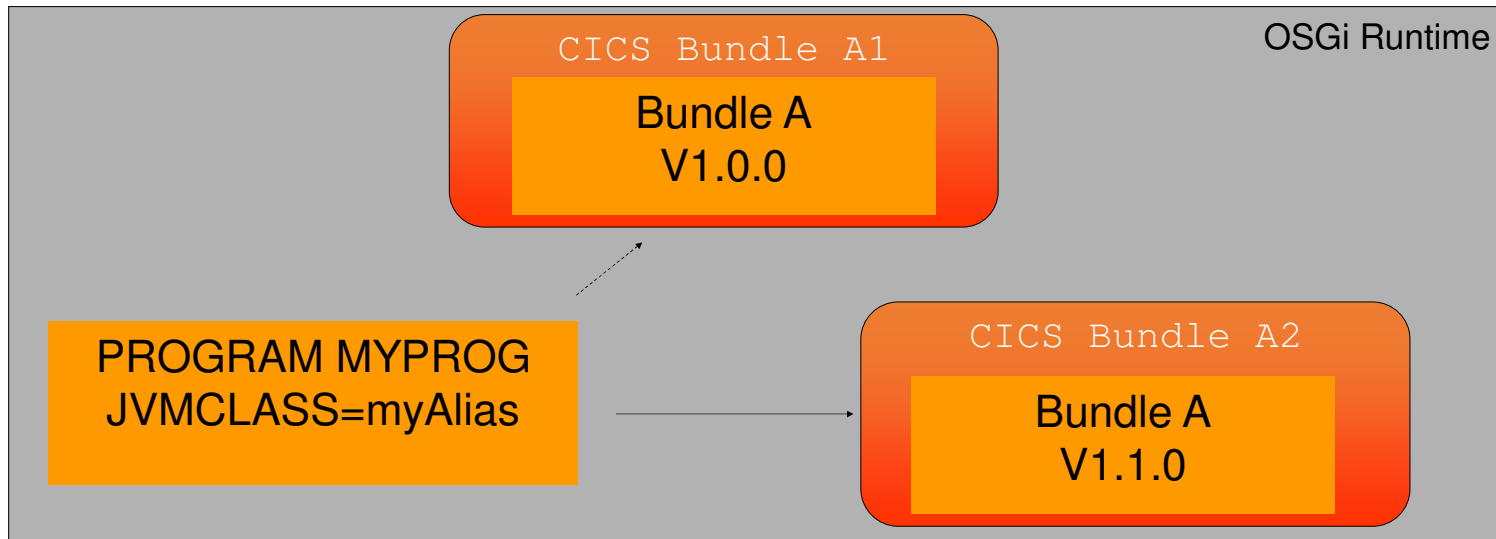 OSGi Runtime
CICS Bundle A1
Bundle A
V1.0.0
PROGRAM MYPROG
JVMCLASS=myAlias
CICS Bundle A2
Bundle A
V1.1.0